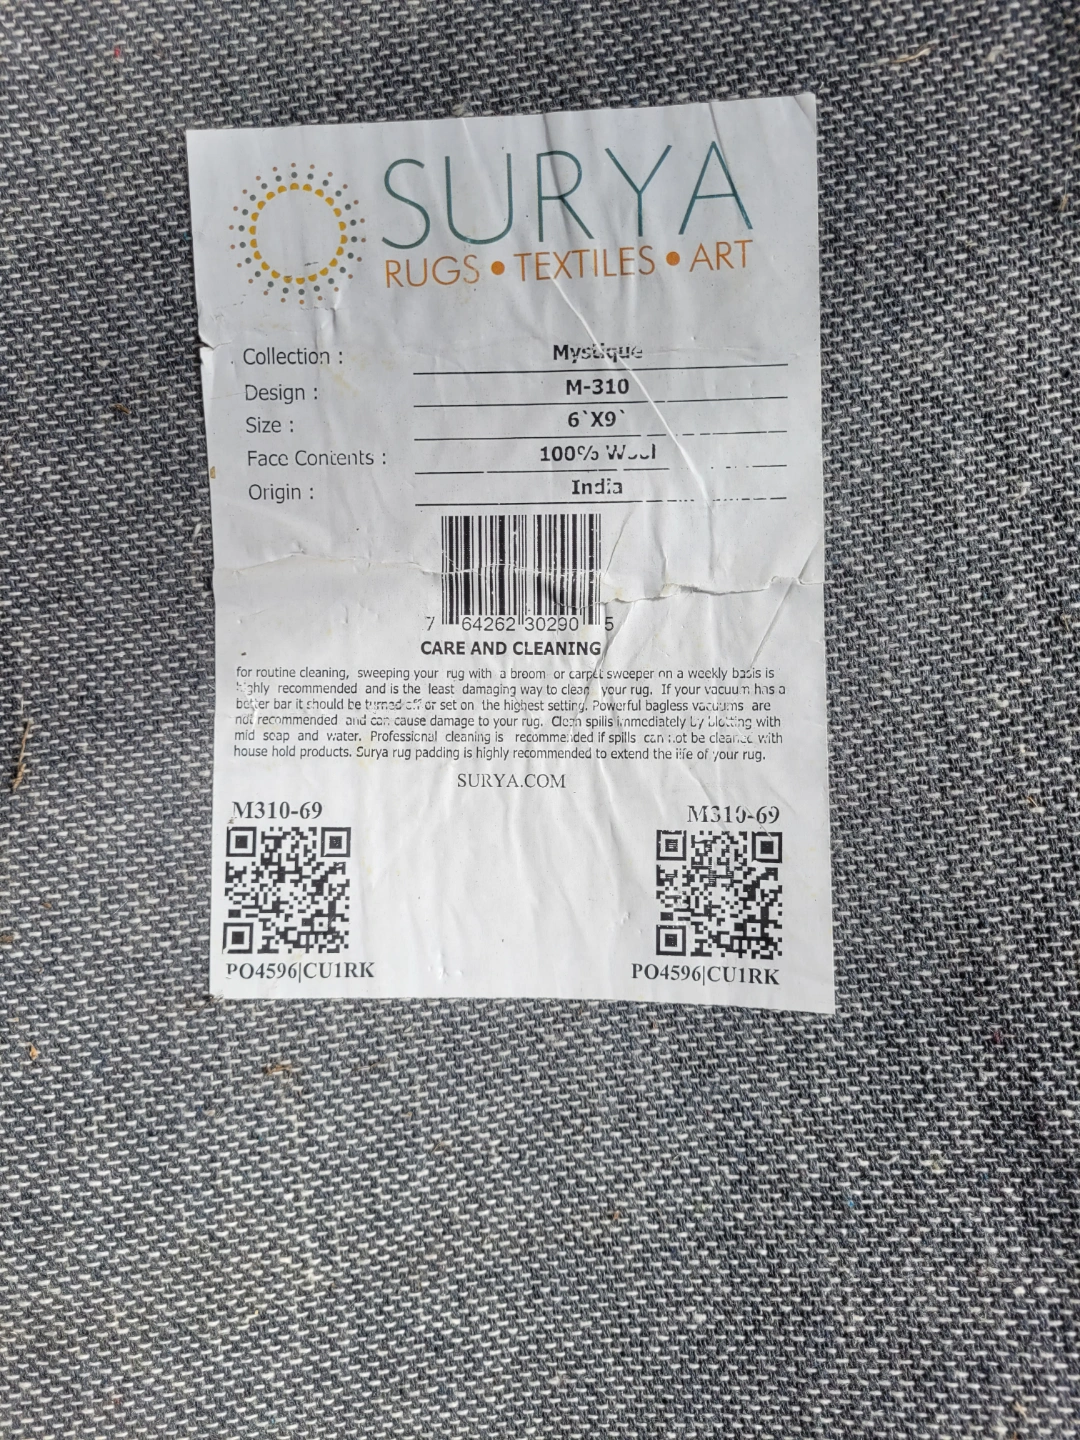 SURYA
RUGS • TEXTILES • ART
Collection : Mystique
Design : M-310
Size : 6`X9`
Face Contents : 100% Wool
Origin : India
7 64262 30290 5
CARE AND CLEANING
for routine cleaning, sweeping your rug with a broom or carpet sweeper on a weekly basis is
highly recommended and is the least damaging way to clean your rug. If your vacuum has a
better bar it should be turned off or set on the highest setting. Powerful bagless vacuums are
not recommended and can cause damage to your rug. Clean spills immediately by blotting with
mid soap and water. Professional cleaning is recommended if spills can not be cleaned with
house hold products. Surya rug padding is highly recommended to extend the life of your rug.
SURYA.COM
M310-69 M310-69
PO4596|CU1RK PO4596|CU1RK